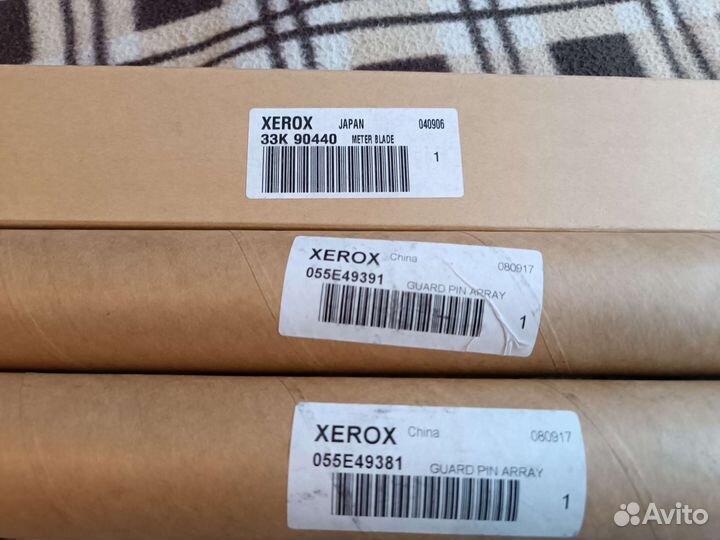 XEROX JAPAN 040906
33K 90440 METER BLADE
1
XEROX China 080917
055E49391 GUARD PIN ARRAY
1
XEROX China 080917
055E49381 GUARD PIN ARRAY
1
Avito